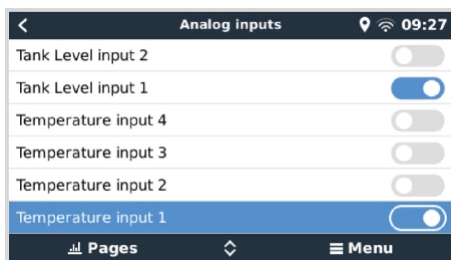 Analog inputs 09:27
Tank Level input 2
Tank Level input 1
Temperature input 4
Temperature input 3
Temperature input 2
Temperature input 1
Pages Menu